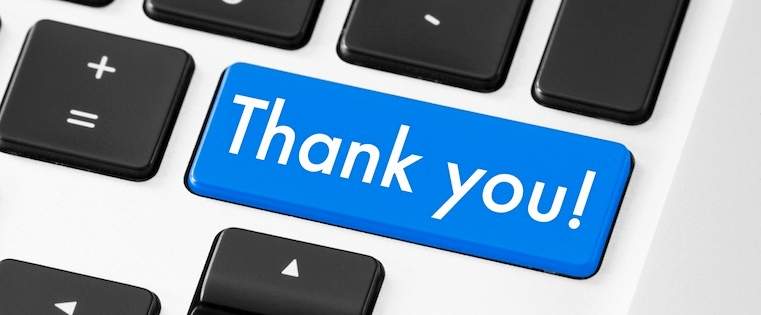 +
=
Thank you!
▲
◀